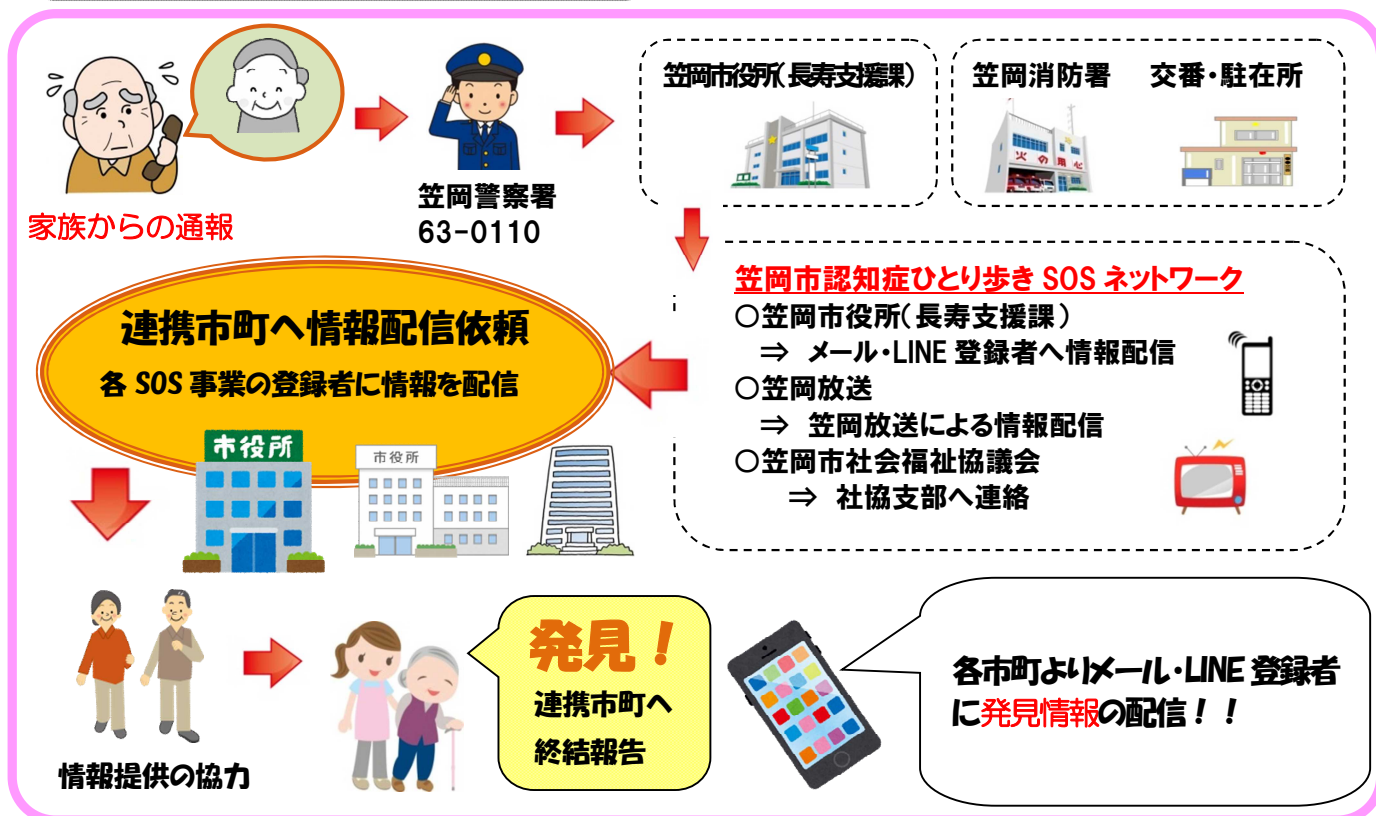 家族からの通報
笠岡警察署
63-0110
笠岡市役所(長寿支援課)
笠岡消防署 交番・駐在所
火の用心
笠岡市認知症ひとり歩き SOS ネットワーク
○笠岡市役所(長寿支援課)
⇒ メール・LINE 登録者へ情報配信
○笠岡放送
⇒ 笠岡放送による情報配信
○笠岡市社会福祉協議会
⇒ 社協支部へ連絡
連携市町へ情報配信依頼
各 SOS 事業の登録者に情報を配信
市役所
市役所
情報提供の協力
発見!
連携市町へ
終結報告
各市町よりメール・LINE 登録者
に発見情報の配信!!